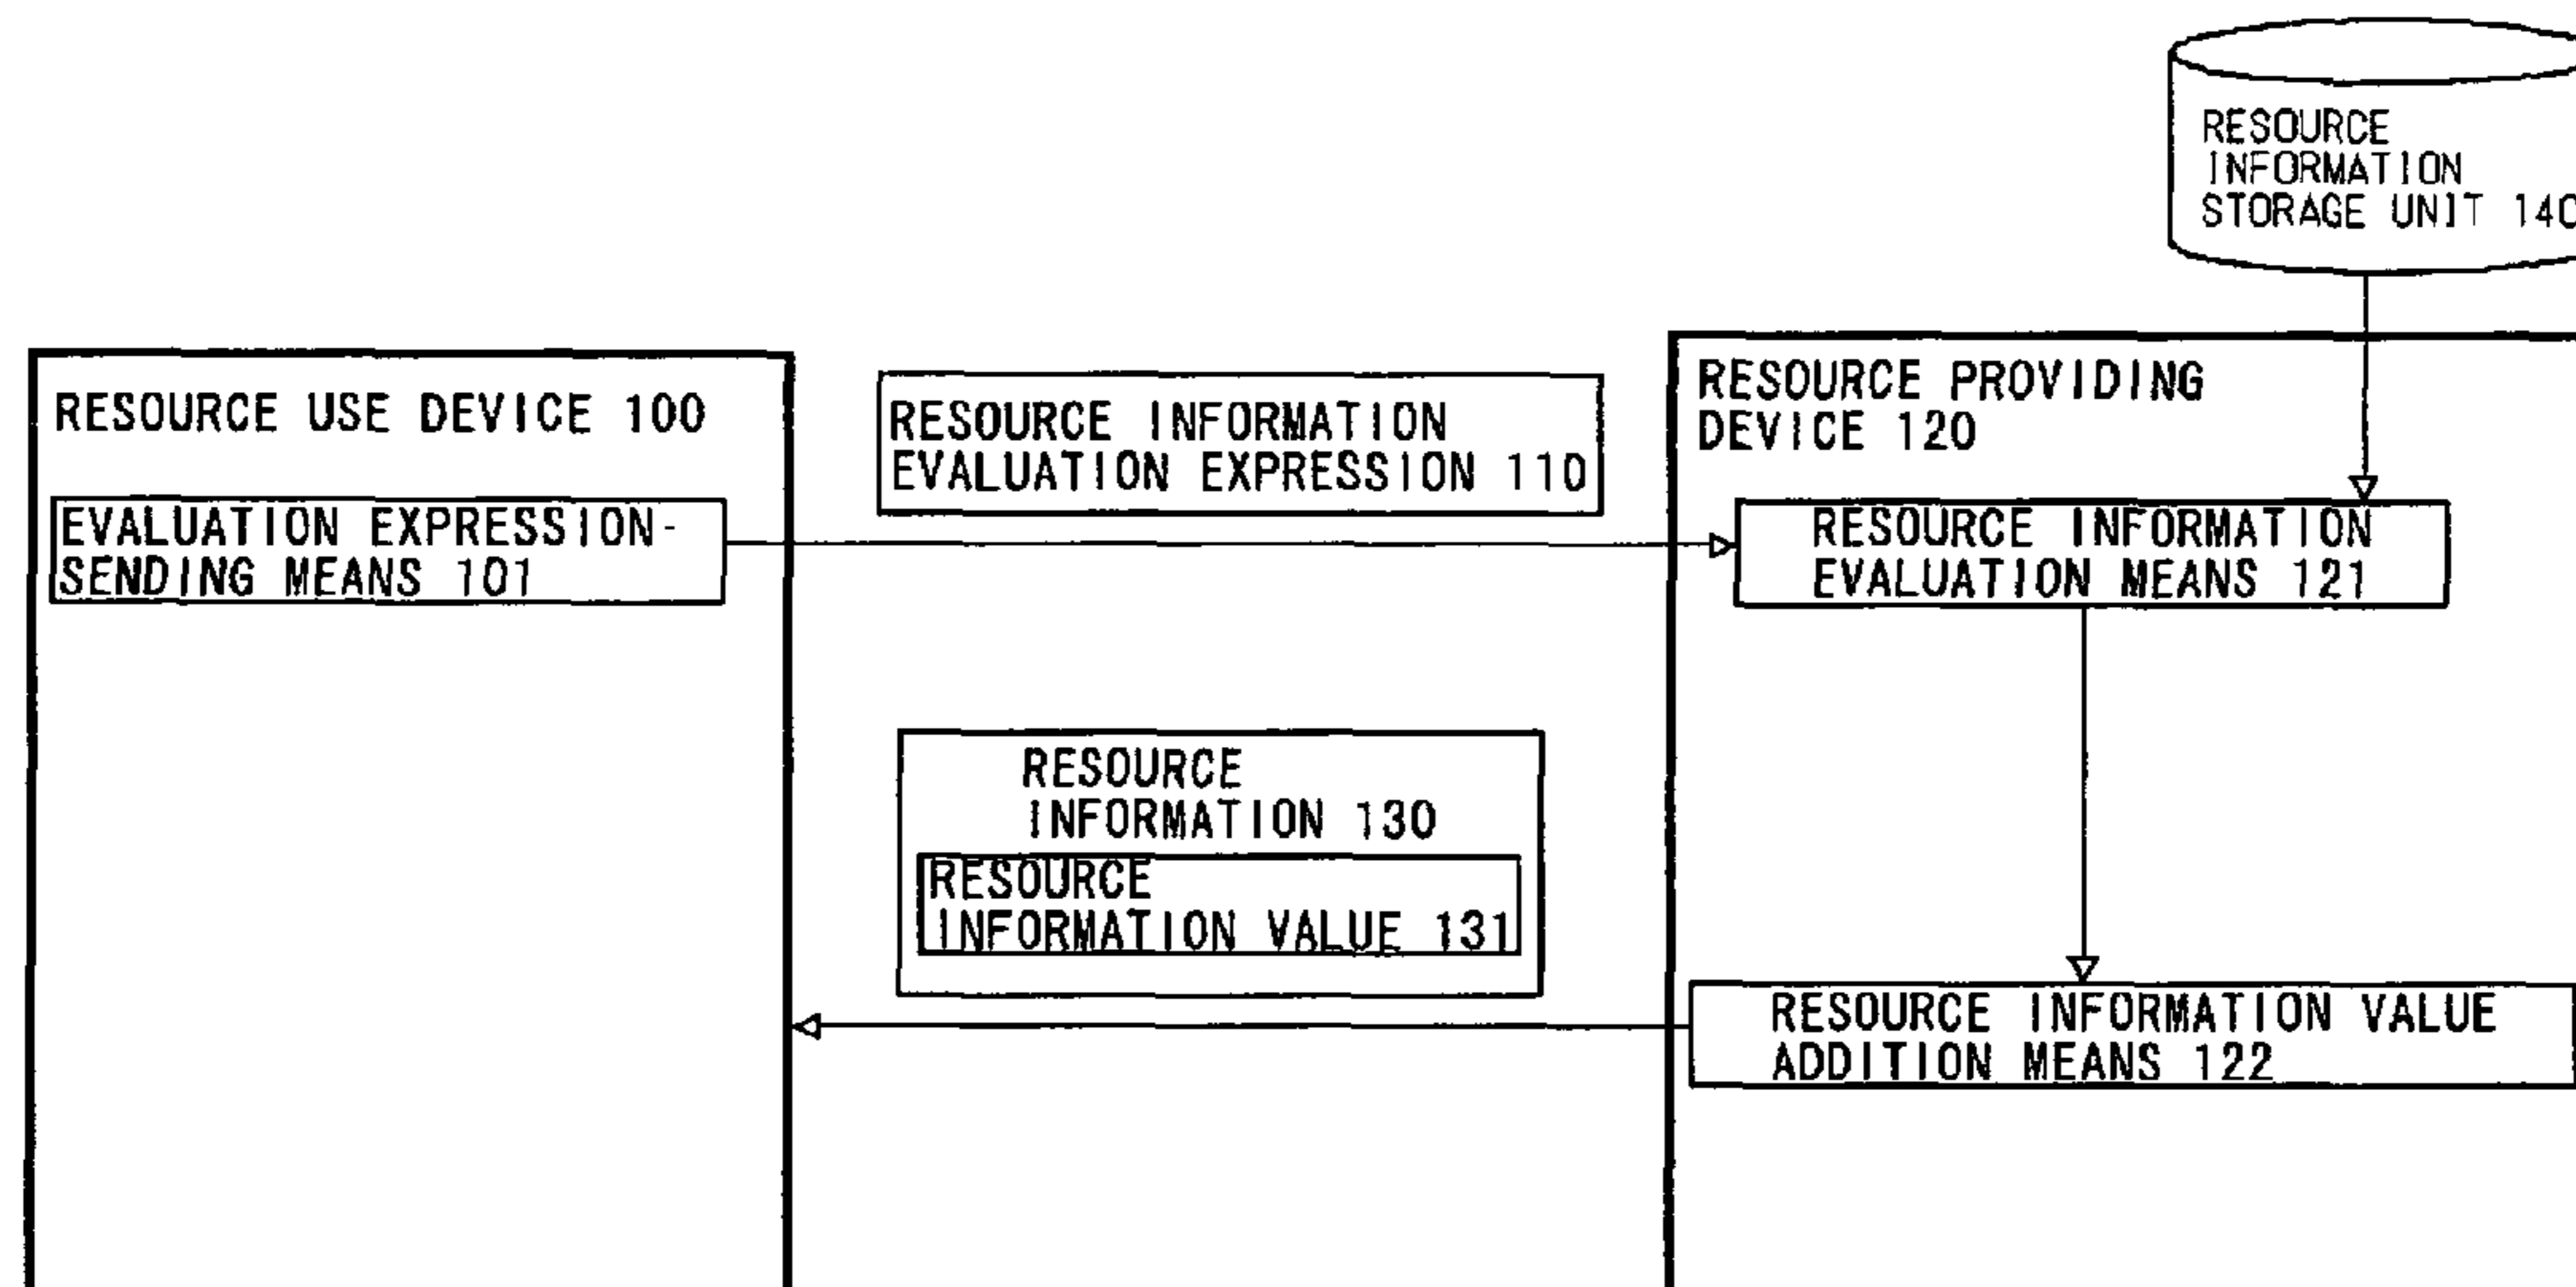 RESOURCE
INFORMATION
STORAGE UNIT 140
RESOURCE USE DEVICE 100
EVALUATION EXPRESSION-
SENDING MEANS 101
RESOURCE INFORMATION
EVALUATION EXPRESSION 110
RESOURCE PROVIDING
DEVICE 120
RESOURCE INFORMATION
EVALUATION MEANS 121
RESOURCE
INFORMATION 130
RESOURCE
INFORMATION VALUE 131
RESOURCE INFORMATION VALUE
ADDITION MEANS 122